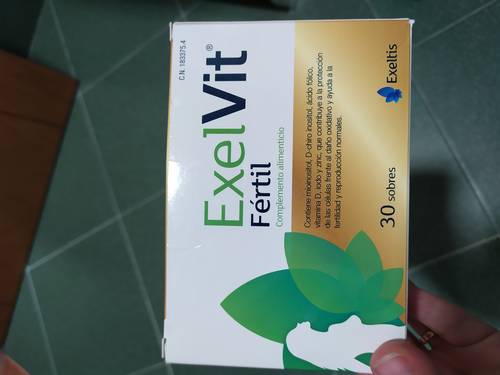 C.N. 183375.4
ExelVit®
Fértil
Complemento alimenticio
Contiene mioinositol, D-chiro inositol, ácido fólico,
vitamina D, iodo y zinc, que contribuye a la protección
de las células frente al daño oxidativo y ayuda a la
fertilidad y reproducción normales.
30 sobres
Exeltis